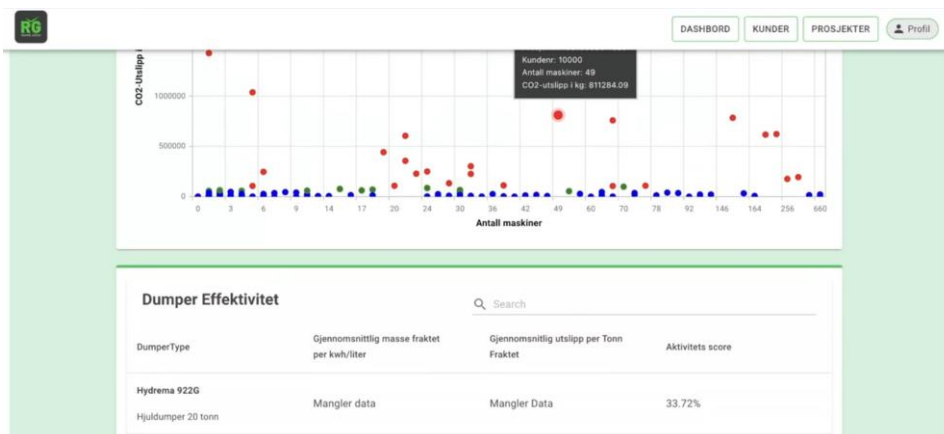 RG
DASHBORD
KUNDER
PROSJEKTER
Profil
CO2-Utslipp i
Kundenr: 10000
Antall maskiner: 49
CO2-utslipp i kg: 811284.09
1000000
500000
0
0 3 6 9 14 17 20 24 30 36 42 49 60 70 78 92 146 164 256 660
Antall maskiner
Dumper Effektivitet
Search
DumperType
Gjennomsnittlig masse fraktet
per kwh/liter
Gjennomsnitlig utslipp per Tonn
Fraktet
Aktivitets score
Hydrema 922G
Hjuldumper 20 tonn
Mangler data
Mangler Data
33.72%